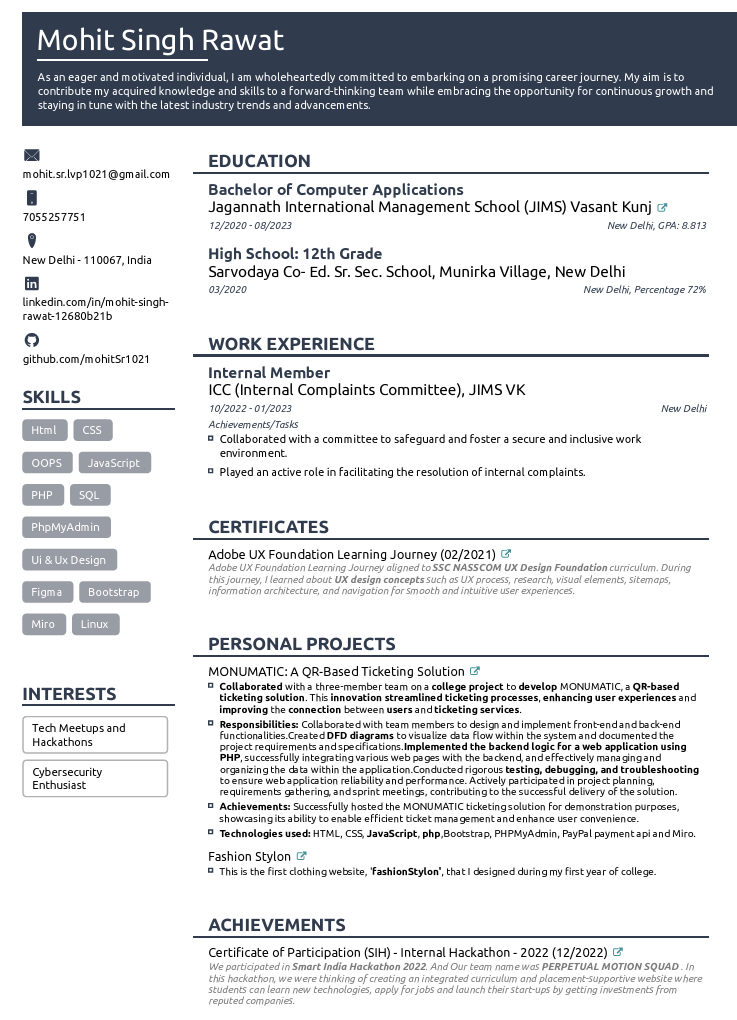 Mohit Singh Rawat
As an eager and motivated individual, I am wholeheartedly committed to embarking on a promising career journey. My aim is to
contribute my acquired knowledge and skills to a forward-thinking team while embracing the opportunity for continuous growth and
staying in tune with the latest industry trends and advancements.
mohit.sr.lvp1021@gmail.com
7055257751
New Delhi - 110067, India
linkedin.com/in/mohit-singh-
rawat-12680b21b
github.com/mohitSr1021
SKILLS
Html CSS
OOPS JavaScript
PHP SQL
PhpMyAdmin
Ui & Ux Design
Figma Bootstrap
Miro Linux
INTERESTS
Tech Meetups and
Hackathons
Cybersecurity
Enthusiast
EDUCATION
Bachelor of Computer Applications
Jagannath International Management School (JIMS) Vasant Kunj
12/2020 - 08/2023 New Delhi, GPA: 8.813
High School: 12th Grade
Sarvodaya Co- Ed. Sr. Sec. School, Munirka Village, New Delhi
03/2020 New Delhi, Percentage 72%
WORK EXPERIENCE
Internal Member
ICC (Internal Complaints Committee), JIMS VK
10/2022 - 01/2023 New Delhi
Achievements/Tasks
Collaborated with a committee to safeguard and foster a secure and inclusive work
environment.
Played an active role in facilitating the resolution of internal complaints.
CERTIFICATES
Adobe UX Foundation Learning Journey (02/2021)
Adobe UX Foundation Learning Journey aligned to SSC NASSCOM UX Design Foundation curriculum. During
this journey, I learned about UX design concepts such as UX process, research, visual elements, sitemaps,
information architecture, and navigation for smooth and intuitive user experiences.
PERSONAL PROJECTS
MONUMATIC: A QR-Based Ticketing Solution
Collaborated with a three-member team on a college project to develop MONUMATIC, a QR-based
ticketing solution. This innovation streamlined ticketing processes, enhancing user experiences and
improving the connection between users and ticketing services.
Responsibilities: Collaborated with team members to design and implement front-end and back-end
functionalities.Created DFD diagrams to visualize data flow within the system and documented the
project requirements and specifications.Implemented the backend logic for a web application using
PHP, successfully integrating various web pages with the backend, and effectively managing and
organizing the data within the application.Conducted rigorous testing, debugging, and troubleshooting
to ensure web application reliability and performance. Actively participated in project planning,
requirements gathering, and sprint meetings, contributing to the successful delivery of the solution.
Achievements: Successfully hosted the MONUMATIC ticketing solution for demonstration purposes,
showcasing its ability to enable efficient ticket management and enhance user convenience.
Technologies used: HTML, CSS, JavaScript, php,Bootstrap, PHPMyAdmin, PayPal payment api and Miro.
Fashion Stylon
This is the first clothing website, 'fashionStylon', that I designed during my first year of college.
ACHIEVEMENTS
Certificate of Participation (SIH) - Internal Hackathon - 2022 (12/2022)
We participated in Smart India Hackathon 2022. And Our team name was PERPETUAL MOTION SQUAD . In
this hackathon, we were thinking of creating an integrated curriculum and placement-supportive website where
students can learn new technologies, apply for jobs and launch their start-ups by getting investments from
reputed companies.